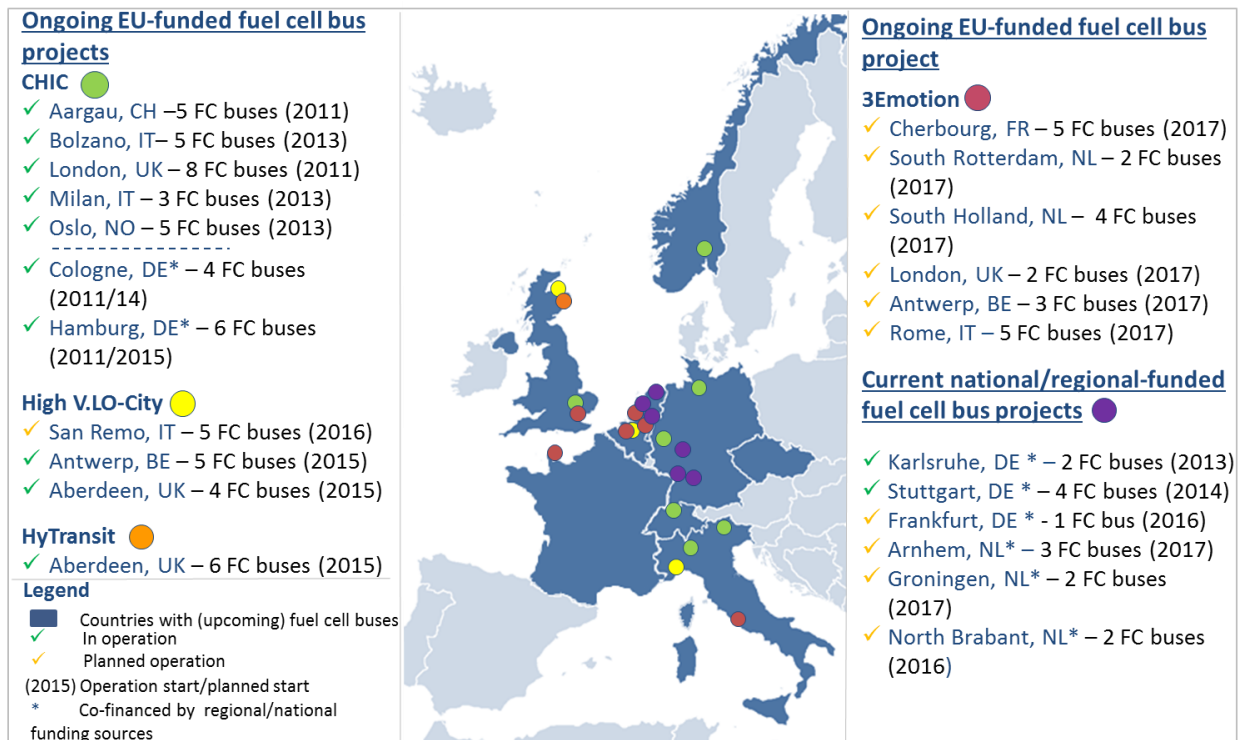 Ongoing EU-funded fuel cell bus
projects
CHIC
✓ Aargau, CH –5 FC buses (2011)
✓ Bolzano, IT– 5 FC buses (2013)
✓ London, UK – 8 FC buses (2011)
✓ Milan, IT – 3 FC buses (2013)
✓ Oslo, NO – 5 FC buses (2013)
✓ Cologne, DE* – 4 FC buses
(2011/14)
✓ Hamburg, DE* – 6 FC buses
(2011/2015)
High V.LO-City
✓ San Remo, IT – 5 FC buses (2016)
✓ Antwerp, BE – 5 FC buses (2015)
✓ Aberdeen, UK – 4 FC buses (2015)
HyTransit
✓ Aberdeen, UK – 6 FC buses (2015)
Legend
Countries with (upcoming) fuel cell buses
✓ In operation
✓ Planned operation
(2015) Operation start/planned start
* Co-financed by regional/national
funding sources
Ongoing EU-funded fuel cell bus
project
3Emotion
✓ Cherbourg, FR – 5 FC buses (2017)
✓ South Rotterdam, NL – 2 FC buses
(2017)
✓ South Holland, NL – 4 FC buses
(2017)
✓ London, UK – 2 FC buses (2017)
✓ Antwerp, BE – 3 FC buses (2017)
✓ Rome, IT – 5 FC buses (2017)
Current national/regional-funded
fuel cell bus projects
✓ Karlsruhe, DE * – 2 FC buses (2013)
✓ Stuttgart, DE * – 4 FC buses (2014)
✓ Frankfurt, DE * - 1 FC bus (2016)
✓ Arnhem, NL* – 3 FC buses (2017)
✓ Groningen, NL* – 2 FC buses
(2017)
✓ North Brabant, NL* – 2 FC buses
(2016)